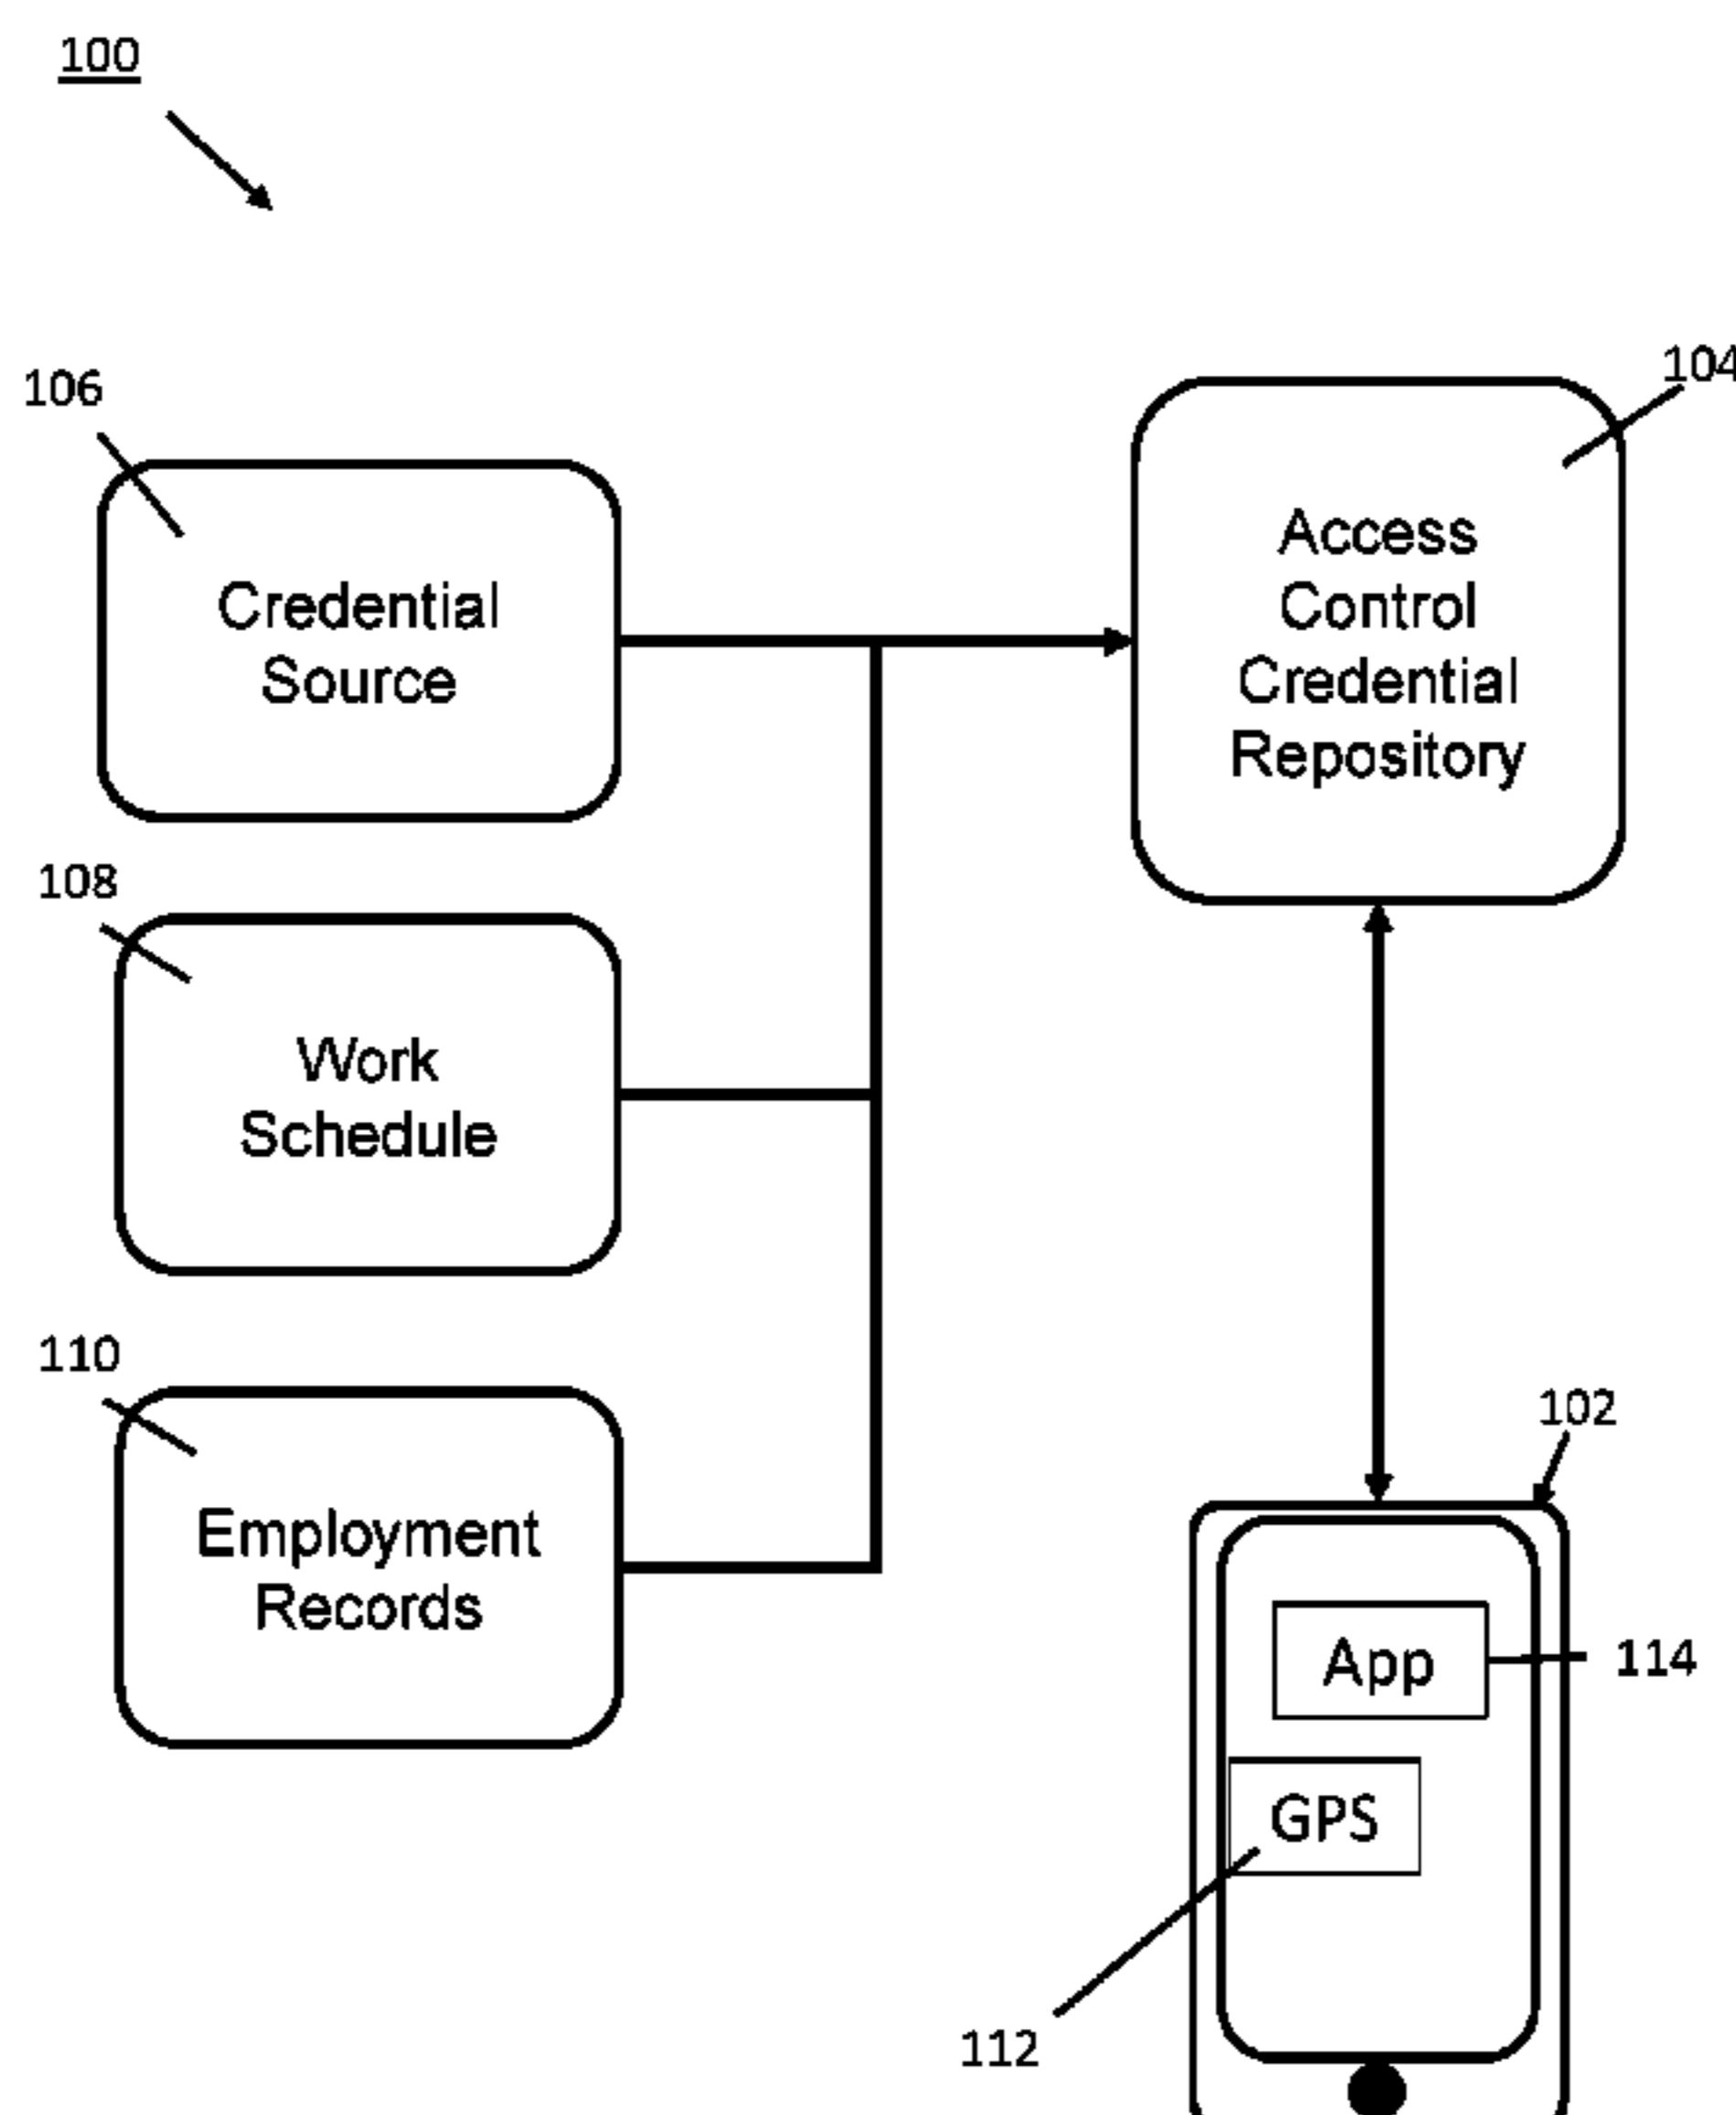 100
106
104
Credential
Source
Access
Control
Credential
Repository
108
Work
Schedule
110
Employment
Records
102
App
114
GPS
112